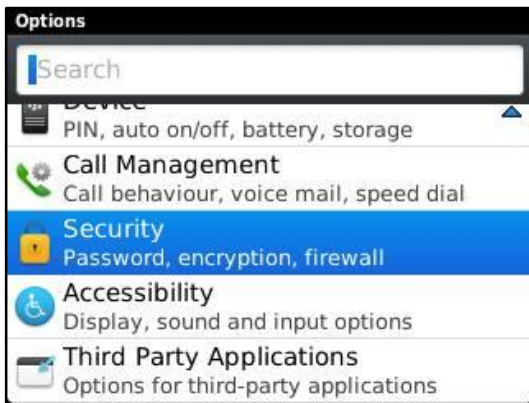 Options
Search
Device
PIN, auto on/off, battery, storage
Call Management
Call behaviour, voice mail, speed dial
Security
Password, encryption, firewall
Accessibility
Display, sound and input options
Third Party Applications
Options for third-party applications